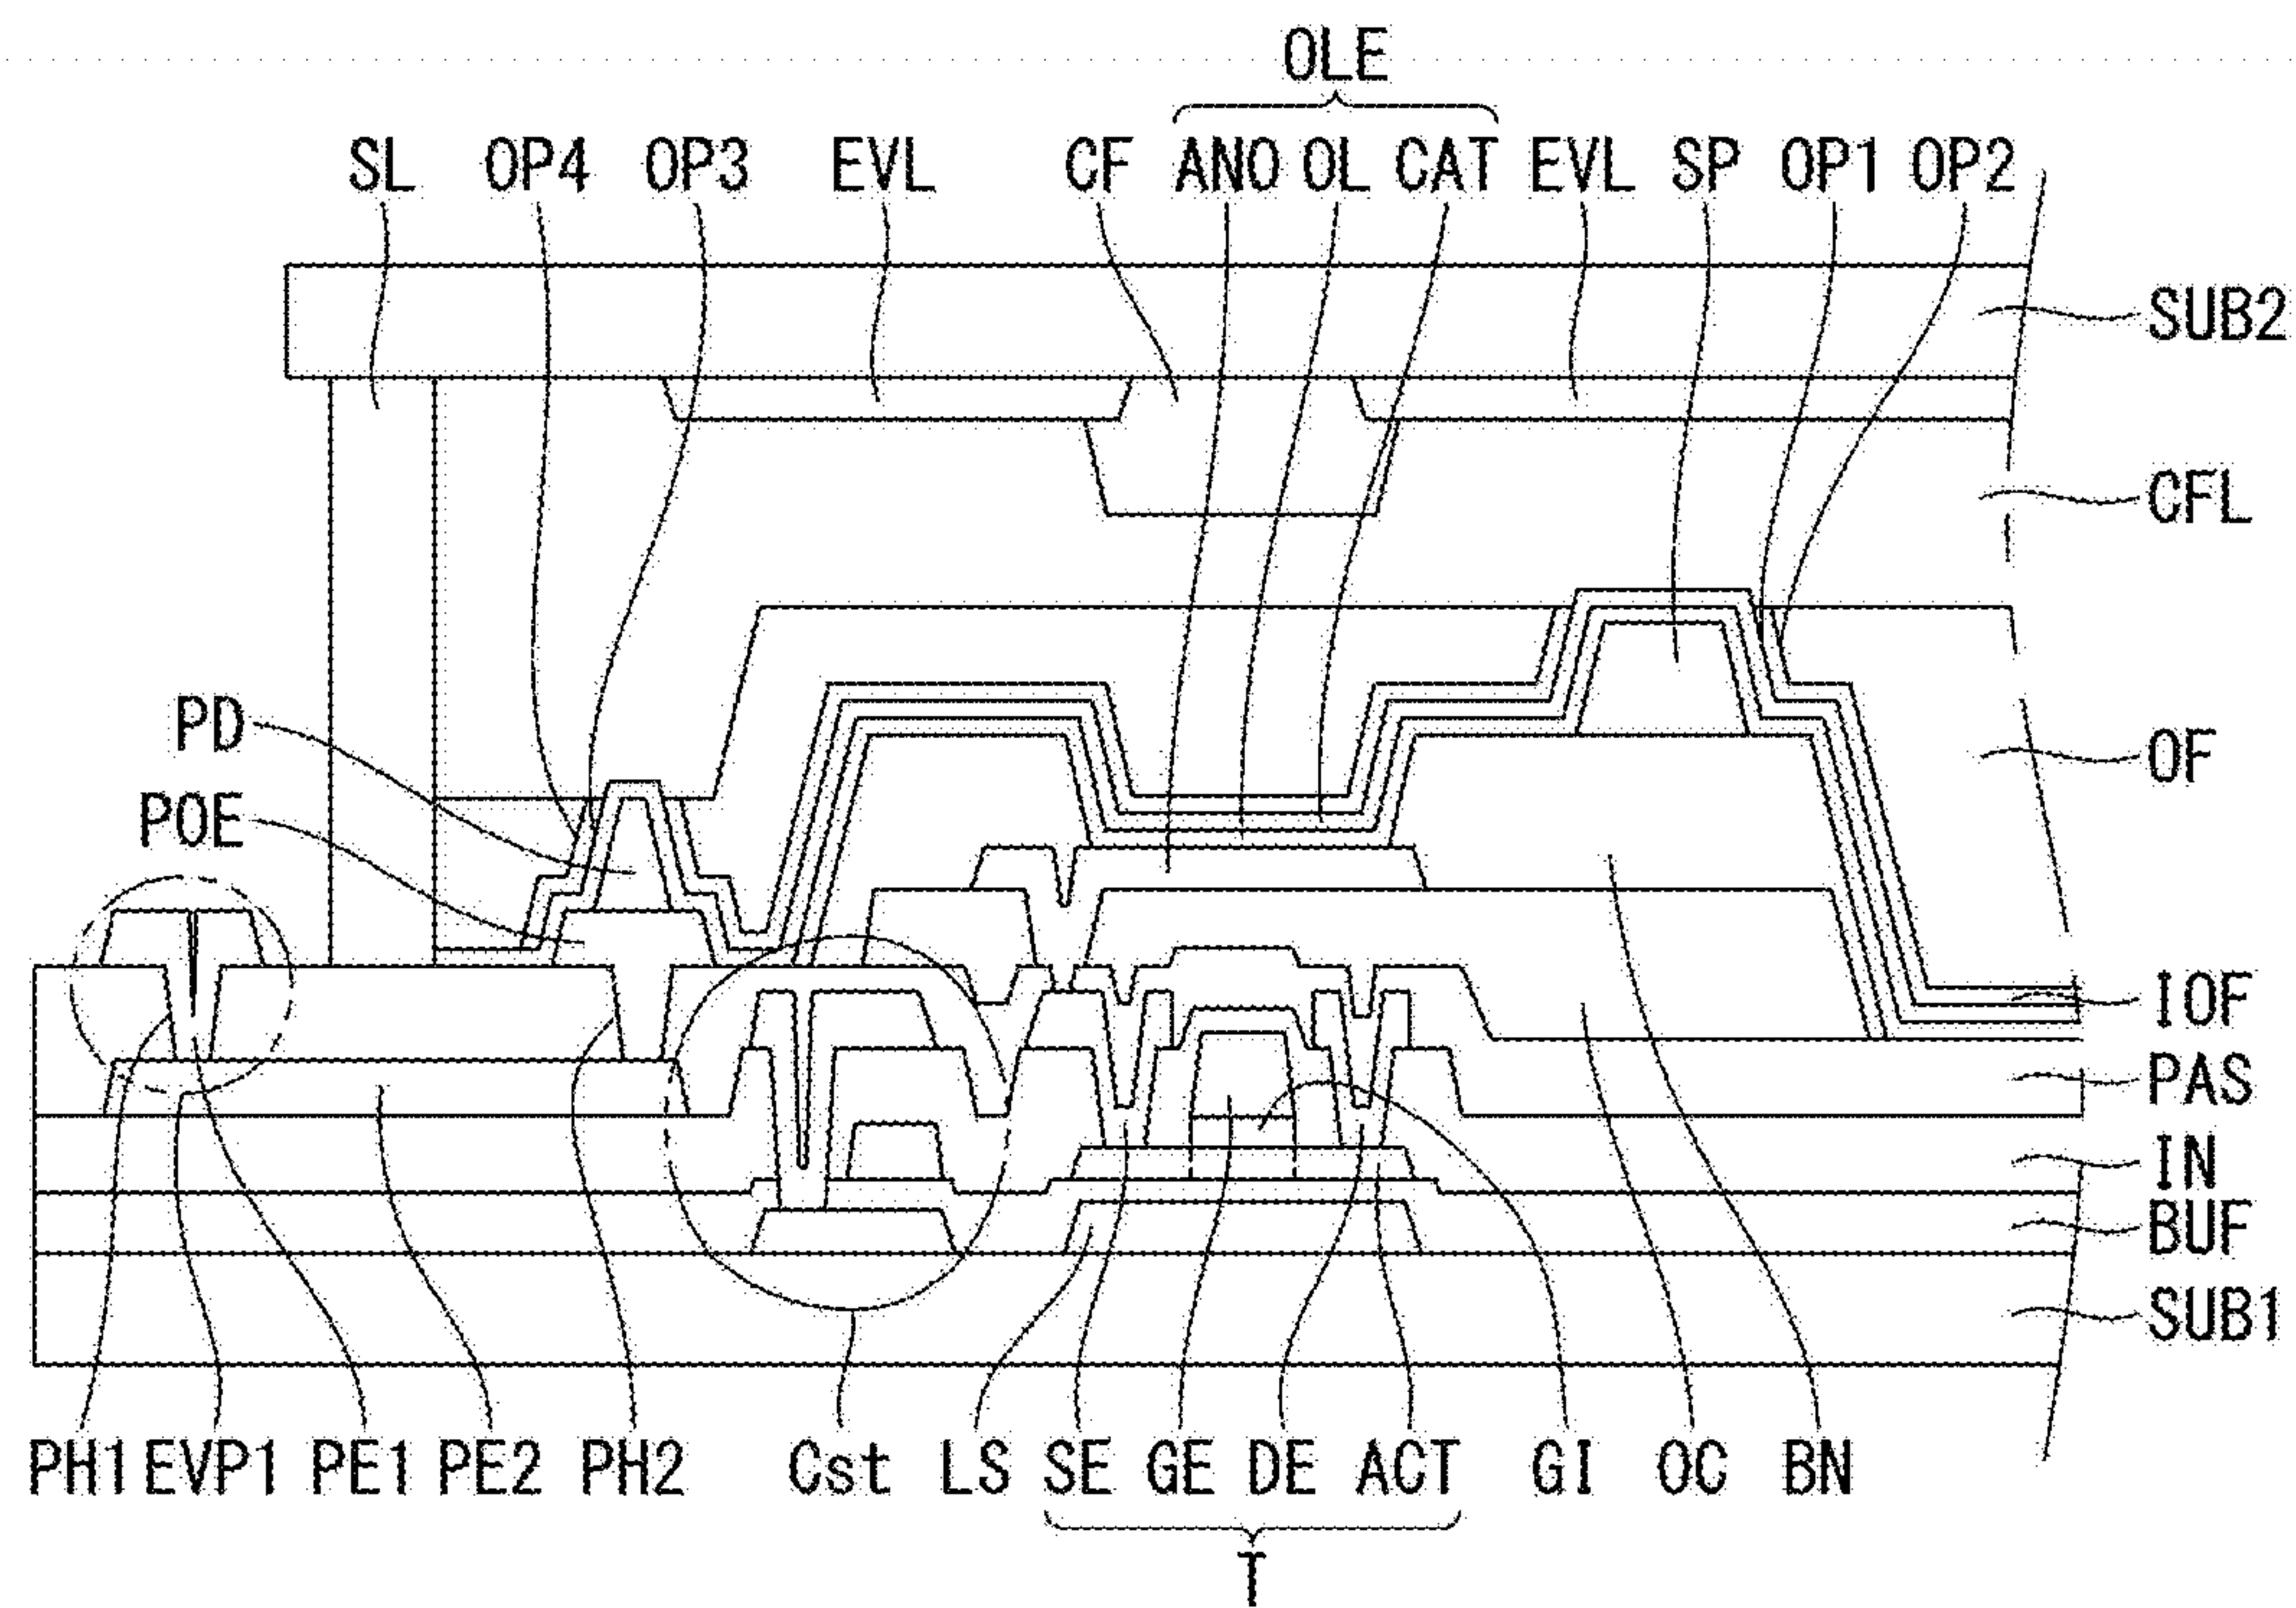 OLE
SL OP4 OP3 EVL CF ANO OL CAT EVL SP OP1 OP2
SUB2
CFL
PD
OF
POE
IOF
PAS
IN
BUF
SUB1
PH1 EVP1 PE1 PE2 PH2 Cst LS SE GE DE ACT GI OC BN
T